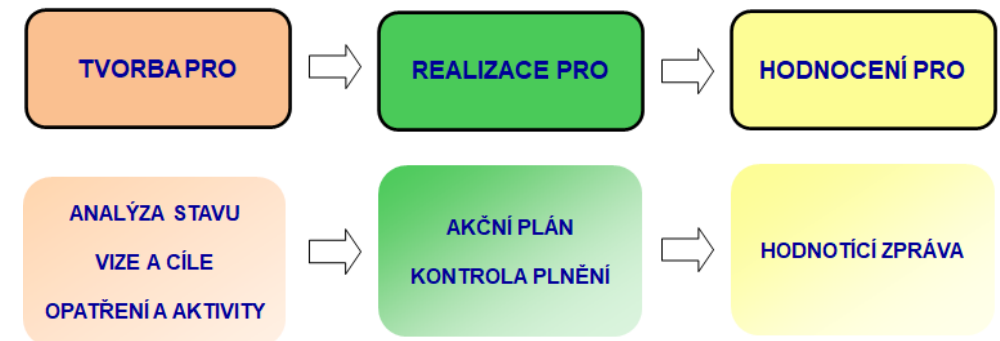 TVORBA PRO
REALIZACE PRO
HODNOCENÍ PRO
ANALÝZA STAVU
VIZE A CÍLE
OPATŘENÍ A AKTIVITY
AKČNÍ PLÁN
KONTROLA PLNĚNÍ
HODNOTÍCÍ ZPRÁVA